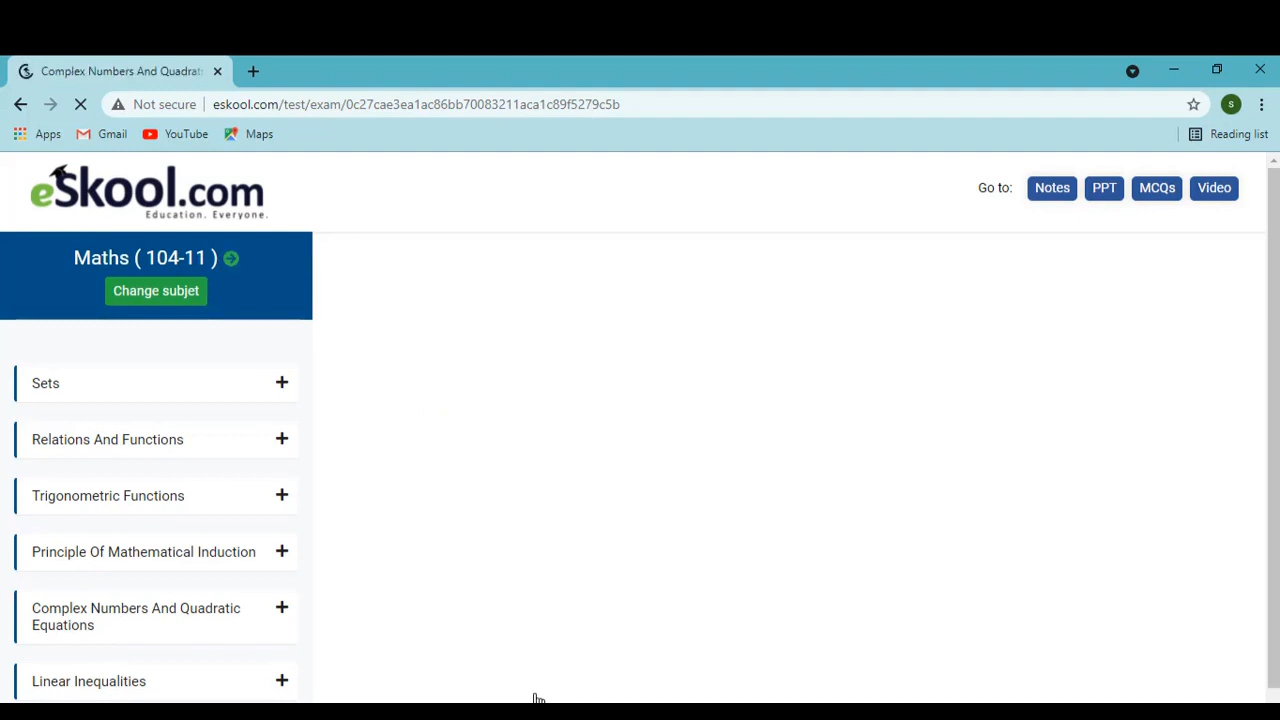 Complex Numbers And Quadrat
Not secure
eskool.com/test/exam/0c27cae3ea1ac86bb70083211aca1c89f5279c5b
s
Apps
Gmail
YouTube
Maps
Reading list
eSkool.com
Education. Everyone.
Go to:
Notes
PPT
MCQs
Video
Maths ( 104-11 )
Change subjet
Sets
Relations And Functions
Trigonometric Functions
Principle Of Mathematical Induction
Complex Numbers And Quadratic
Equations
Linear Inequalities